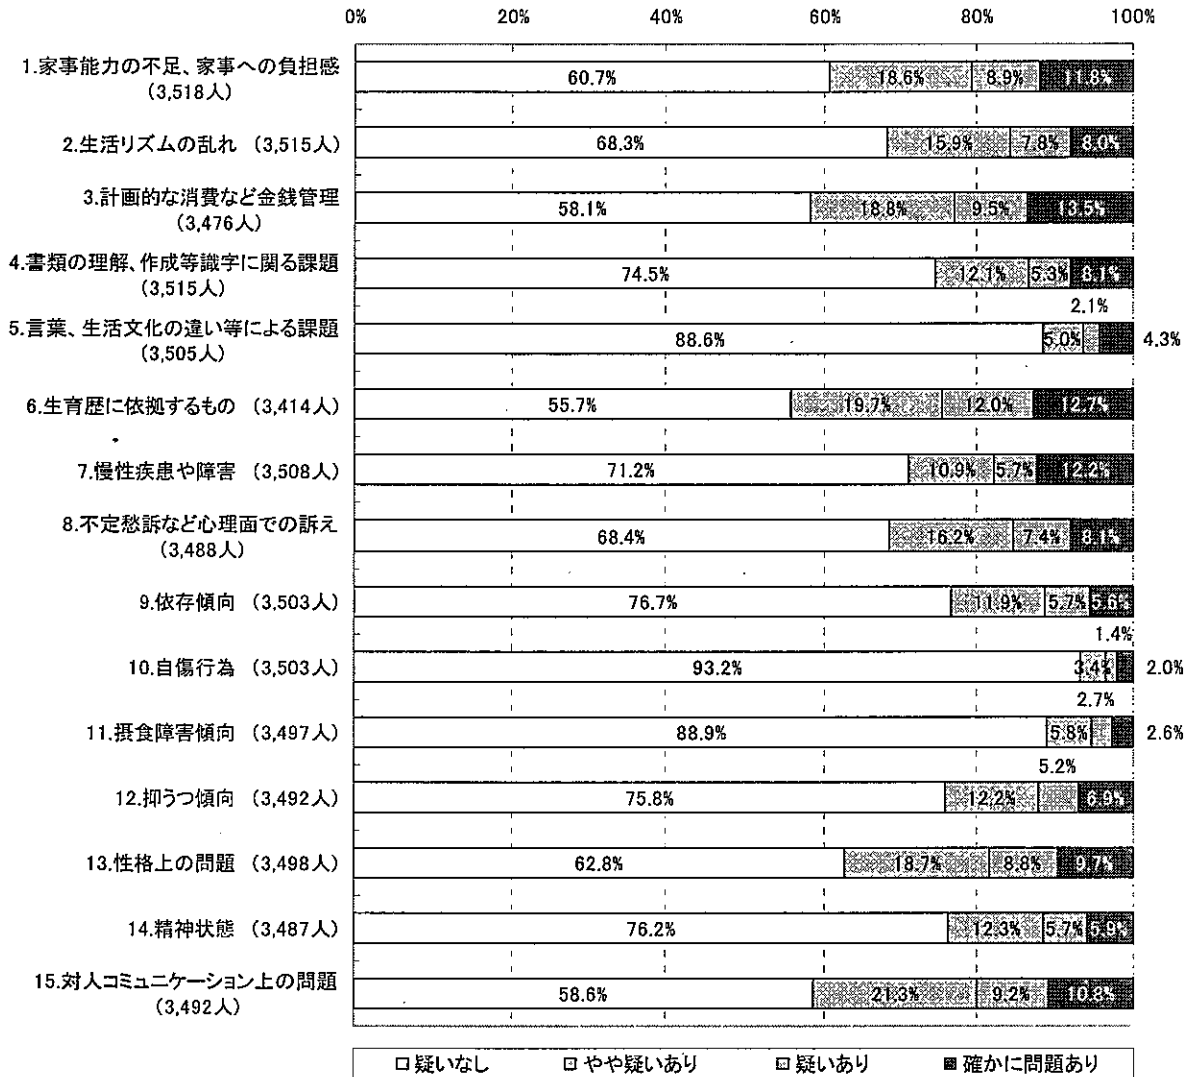 0% 20% 40% 60% 80% 100%
1.家事能力の不足、家事への負担感
(3,518人)
60.7% 18.6% 8.9% 11.8%
2.生活リズムの乱れ (3,515人)
68.3% 15.9% 7.8% 8.0%
3.計画的な消費など金銭管理
(3,476人)
58.1% 18.8% 9.5% 13.5%
4.書類の理解、作成等識字に関る課題
(3,515人)
74.5% 12.1% 5.3% 8.1%
2.1%
5.言葉、生活文化の違い等による課題
(3,505人)
88.6% 5.0% 4.3%
6.生育歴に依拠するもの (3,414人)
55.7% 19.7% 12.0% 12.7%
7.慢性疾患や障害 (3,508人)
71.2% 10.9% 5.7% 12.2%
8.不定愁訴など心理面での訴え
(3,488人)
68.4% 16.2% 7.4% 8.1%
9.依存傾向 (3,503人)
76.7% 11.9% 5.7% 5.6%
1.4%
10.自傷行為 (3,503人)
93.2% 3.4% 2.0%
2.7%
11.摂食障害傾向 (3,497人)
88.9% 5.8% 2.6%
5.2%
12.抑うつ傾向 (3,492人)
75.8% 12.2% 6.9%
13.性格上の問題 (3,498人)
62.8% 18.7% 8.8% 9.7%
14.精神状態 (3,487人)
76.2% 12.3% 5.7% 5.9%
15.対人コミュニケーション上の問題
(3,492人)
58.6% 21.3% 9.2% 10.8%
疑いなし やや疑いあり 疑いあり 確かに問題あり